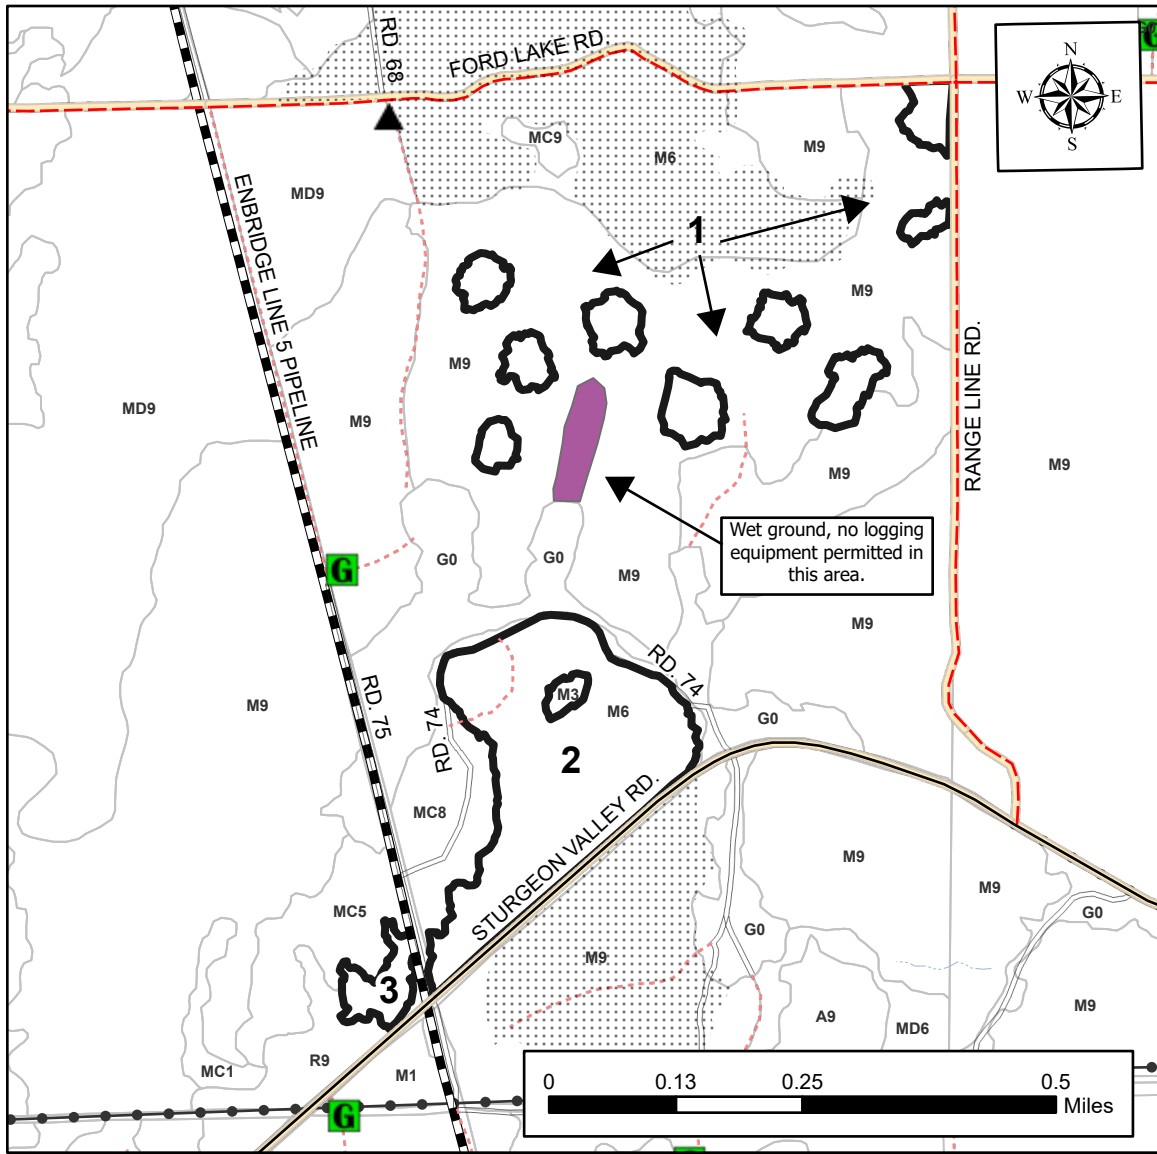 RD 68
FORD LAKE RD.
G
N
W E
S
MC9
M6
M9
MD9
1
ENBRIDGE LINE 5 PIPELINE
M9
M9
MD9
M9
M9
M9
RANGE LINE RD.
Wet ground, no logging
equipment permitted in
this area.
G
G0
G0
M9
M9
RD. 74
M3
M6
G0
M9
RD. 75
RD. 74
2
STURGEON VALLEY RD.
MC8
M9
M9
MC5
G0
G0
M9
3
A9
MD6
M9
R9
MC1
M1
G
0 0.13 0.25 0.5
Miles